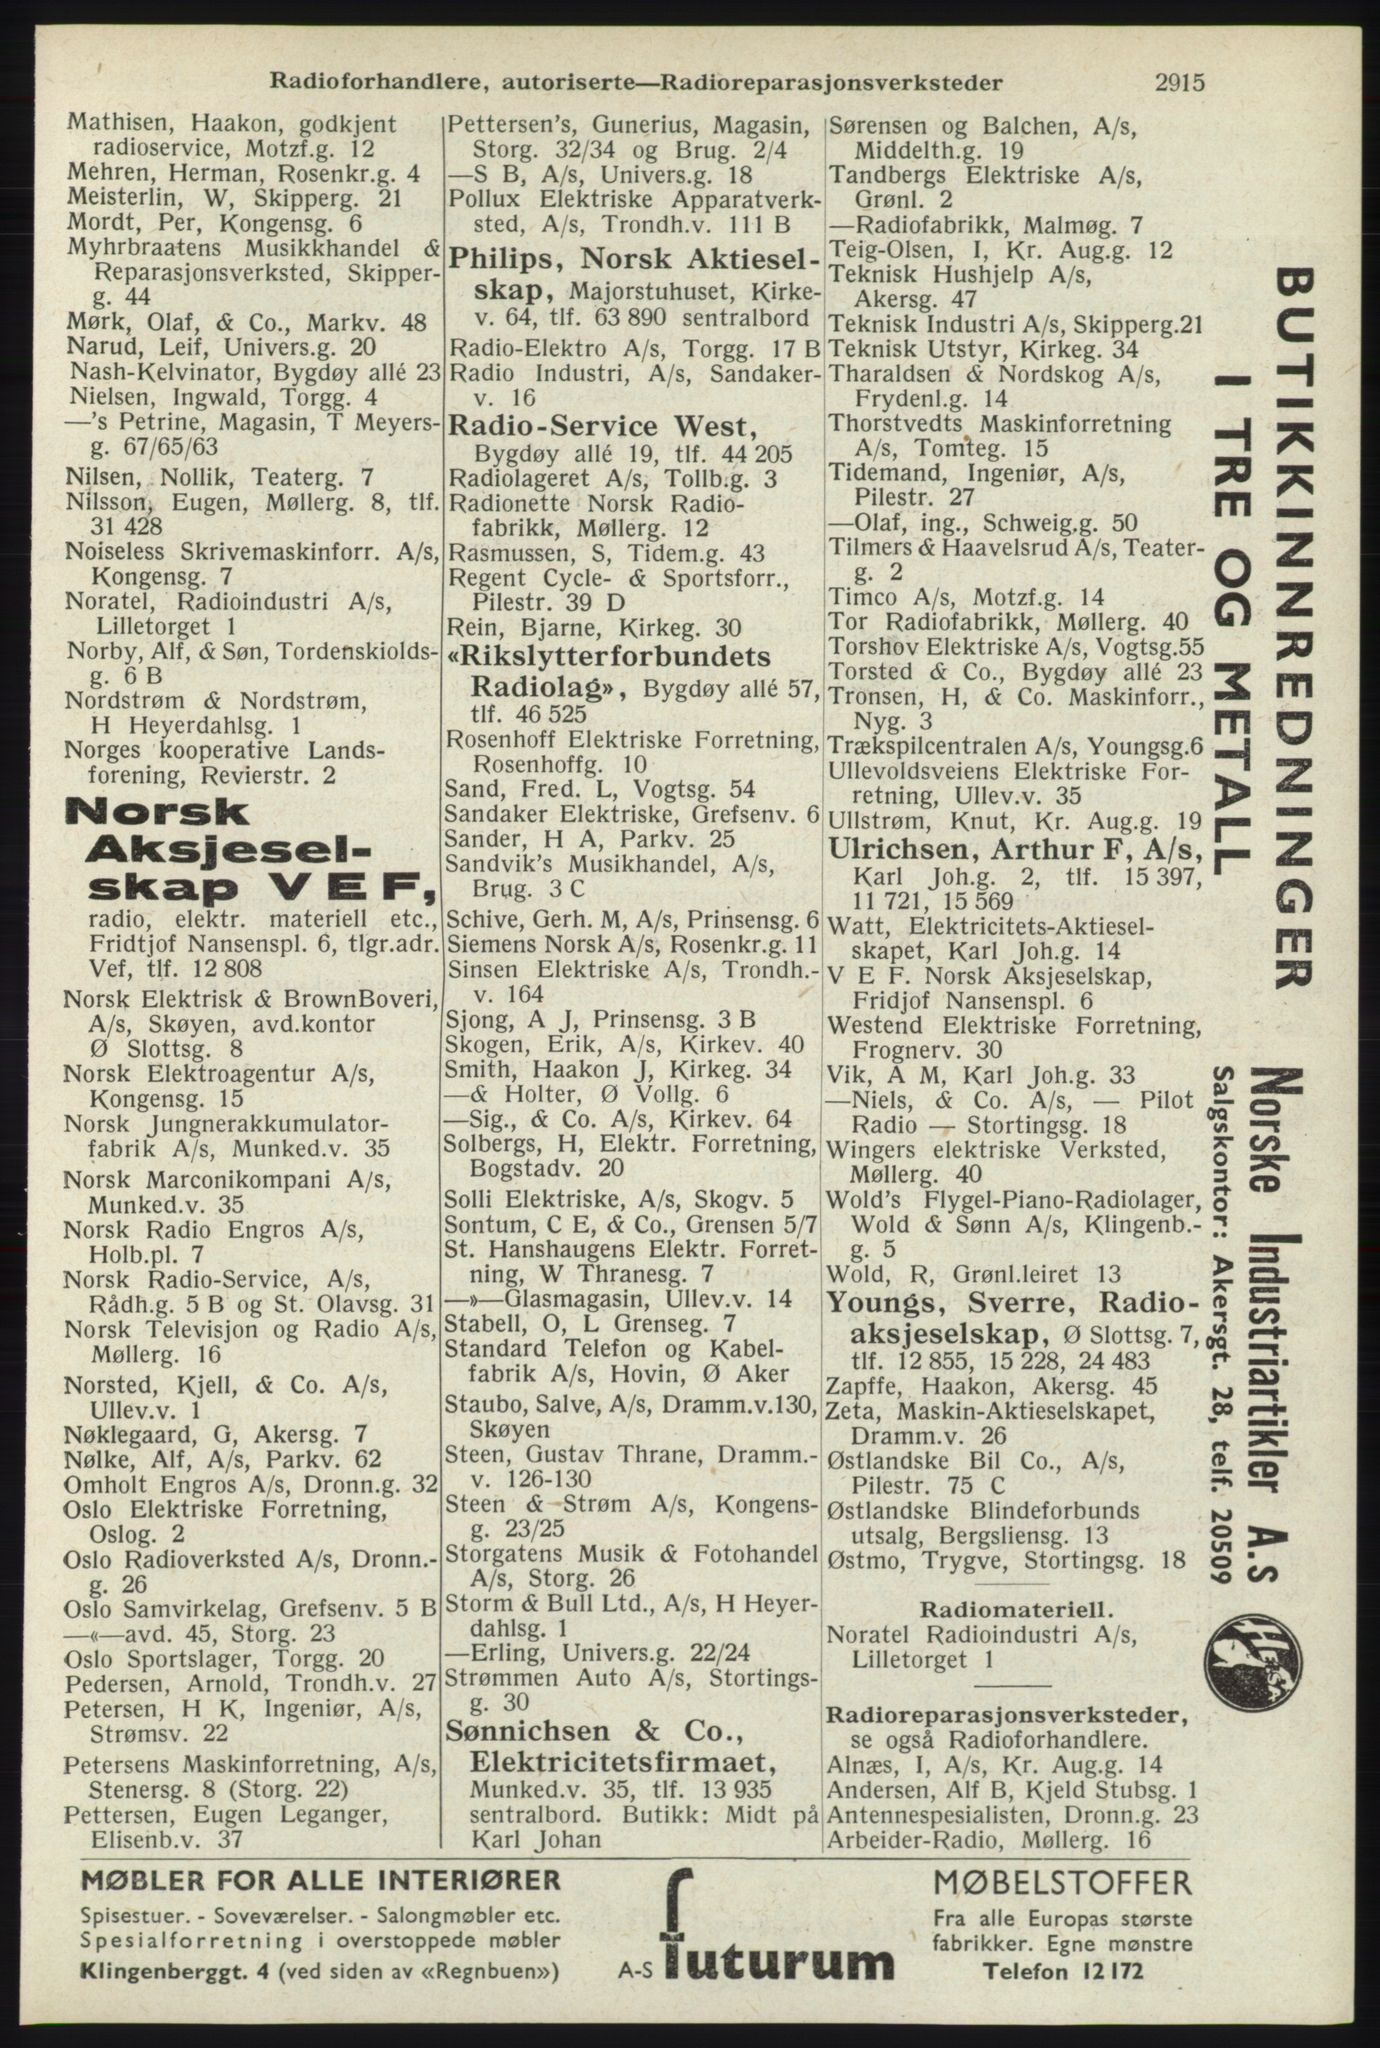 Radioforhandlere, autoriserte—Radioreparasjonsverksteder 2915
Mathisen, Haakon, godkjent
radioservice, Motzf.g. 12
Mehren, Herman, Rosenkr.g. 4
Meisterlin, W, Skipperg. 21
Mordt, Per, Kongensg. 6
Myhrbraatens Musikkhandel &
Reparasjonsverksted, Skipper-
g. 44
Mørk, Olaf, & Co., Markv. 48
Narud, Leif, Univers.g. 20
Nash-Kelvinator, Bygdøy allé 23
Nielsen, Ingwald, Torgg. 4
—'s Petrine, Magasin, T Meyers-
g. 67/65/63
Nilsen, Nollik, Teaterg. 7
Nilsson, Eugen, Møllerg. 8, tlf.
31 428
Noiseless Skrivemaskinforr. A/s,
Kongensg. 7
Noratel, Radioindustri A/s,
Lilletorget 1
Norby, Alf, & Søn, Tordenskiolds-
g. 6 B
Nordstrøm & Nordstrøm,
H Heyerdahlsg. 1
Norges kooperative Lands-
forening, Revierstr. 2
Norsk
Aksjesel-
skap VEF,
radio, elektr. materiell etc.,
Fridtjof Nansenspl. 6, tlgr.adr.
Vef, tlf. 12 808
Norsk Elektrisk & BrownBoveri,
A/s, Skøyen, avd.kontor
Ø Slottsg. 8
Norsk Elektroagentur A/s,
Kongensg. 15
Norsk Jungnerakkumulator-
fabrik A/s, Munked.v. 35
Norsk Marconikompani A/s,
Munked.v. 35
Norsk Radio Engros A/s,
Holb.pl. 7
Norsk Radio-Service, A/s,
Rådh.g. 5 B og St. Olavsg. 31
Norsk Televisjon og Radio A/s,
Møllerg. 16
Norsted, Kjell, & Co. A/s,
Ullev.v. 1
Nøklegaard, G, Akersg. 7
Nølke, Alf, A/s, Parkv. 62
Omholt Engros A/s, Dronn.g. 32
Oslo Elektriske Forretning,
Oslog. 2
Oslo Radioverksted A/s, Dronn.-
g. 26
Oslo Samvirkelag, Grefsenv. 5 B
—«—avd. 45, Storg. 23
Oslo Sportslager, Torgg. 20
Pedersen, Arnold, Trondh.v. 27
Petersen, H K, Ingeniør, A/s,
Strømsv. 22
Petersens Maskinforretning, A/s,
Stenersg. 8 (Storg. 22)
Pettersen, Eugen Leganger,
Elisenb.v. 37
Pettersen's, Gunerius, Magasin,
Storg. 32/34 og Brug. 2/4
—S B, A/s, Univers.g. 18
Pollux Elektriske Apparatverk-
sted, A/s, Trondh.v. 111 B
Philips, Norsk Aktiesel-
skap, Majorstuhuset, Kirke-
v. 64, tlf. 63 890 sentralbord
Radio-Elektro A/s, Torgg. 17 B
Radio Industri, A/s, Sandaker-
v. 16
Radio-Service West,
Bygdøy allé 19, tlf. 44 205
Radiolageret A/s, Tollb.g. 3
Radionette Norsk Radio-
fabrikk, Møllerg. 12
Rasmussen, S, Tidem.g. 43
Regent Cycle- & Sportsforr.,
Pilestr. 39 D
Rein, Bjarne, Kirkeg. 30
«Rikslytterforbundets
Radiolag», Bygdøy allé 57,
tlf. 46 525
Rosenhoff Elektriske Forretning,
Rosenhoffg. 10
Sand, Fred. L, Vogtsg. 54
Sandaker Elektriske, Grefsenv. 6
Sander, H A, Parkv. 25
Sandvik's Musikhandel, A/s,
Brug. 3 C
Schive, Gerh. M, A/s, Prinsensg. 6
Siemens Norsk A/s, Rosenkr.g. 11
Sinsen Elektriske A/s, Trondh.-
v. 164
Sjong, A J, Prinsensg. 3 B
Skogen, Erik, A/s, Kirkev. 40
Smith, Haakon J, Kirkeg. 34
—& Holter, Ø Vollg. 6
—Sig., & Co. A/s, Kirkev. 64
Solbergs, H, Elektr. Forretning,
Bogstadv. 20
Solli Elektriske, A/s, Skogv. 5
Sontum, C E, & Co., Grensen 5/7
St. Hanshaugens Elektr. Forret-
ning, W Thranesg. 7
—»—Glasmagasin, Ullev.v. 14
Stabell, O, L Grenseg. 7
Standard Telefon og Kabel-
fabrik A/s, Hovin, Ø Aker
Staubo, Salve, A/s, Dramm.v.130,
Skøyen
Steen, Gustav Thrane, Dramm.-
v. 126-130
Steen & Strøm A/s, Kongens-
g. 23/25
Storgatens Musik & Fotohandel
A/s, Storg. 26
Storm & Bull Ltd., A/s, H Heyer-
dahlsg. 1
—Erling, Univers.g. 22/24
Strømmen Auto A/s, Stortings-
g. 30
Sønnichsen & Co.,
Elektricitetsfirmaet,
Munked.v. 35, tlf. 13 935
sentralbord. Butikk: Midt på
Karl Johan
Sørensen og Balchen, A/s,
Middelth.g. 19
Tandbergs Elektriske A/s,
Grønl. 2
—Radiofabrikk, Malmøg. 7
Teig-Olsen, I, Kr. Aug.g. 12
Teknisk Hushjelp A/s,
Akersg. 47
Teknisk Industri A/s, Skipperg.21
Teknisk Utstyr, Kirkeg. 34
Tharaldsen & Nordskog A/s,
Frydenl.g. 14
Thorstvedts Maskinforretning
A/s, Tomteg. 15
Tidemand, Ingeniør, A/s,
Pilestr. 27
—Olaf, ing., Schweig.g. 50
Tilmers & Haavelsrud A/s, Teater-
g. 2
Timco A/s, Motzf.g. 14
Tor Radiofabrikk, Møllerg. 40
Torshov Elektriske A/s, Vogtsg.55
Torsted & Co., Bygdøy allé 23
Tronsen, H, & Co. Maskinforr.,
Nyg. 3
Trækspilcentralen A/s, Youngsg.6
Ullevoldsveiens Elektriske For-
retning, Ullev.v. 35
Ullstrøm, Knut, Kr. Aug.g. 19
Ulrichsen, Arthur F, A/s,
Karl Joh.g. 2, tlf. 15 397,
11 721, 15 569
Watt, Elektricitets-Aktiesel-
skapet, Karl Joh.g. 14
V E F. Norsk Aksjeselskap,
Fridjof Nansenspl. 6
Westend Elektriske Forretning,
Frognerv. 30
Vik, A M, Karl Joh.g. 33
—Niels, & Co. A/s, — Pilot
Radio — Stortingsg. 18
Wingers elektriske Verksted,
Møllerg. 40
Wold's Flygel-Piano-Radiolager,
Wold & Sønn A/s, Klingenb.-
g. 5
Wold, R, Grønl.leiret 13
Youngs, Sverre, Radio-
aksjeselskap, Ø Slottsg. 7,
tlf. 12 855, 15 228, 24 483
Zapffe, Haakon, Akersg. 45
Zeta, Maskin-Aktieselskapet,
Dramm.v. 26
Østlandske Bil Co., A/s,
Pilestr. 75 C
Østlandske Blindeforbunds
utsalg, Bergsliensg. 13
Østmo, Trygve, Stortingsg. 18
Radiomateriell.
Noratel Radioindustri A/s,
Lilletorget 1
Radioreparasjonsverksteder,
se også Radioforhandlere.
Alnæs, I, A/s, Kr. Aug.g. 14
Andersen, Alf B, Kjeld Stubsg. 1
Antennespesialisten, Dronn.g. 23
Arbeider-Radio, Møllerg. 16
BUTIKKINNREDNINGER
I TRE OG METALL
Norske Industriartikler A.s
Salgskontor: Akersgt. 28, telf. 20509
MØBLER FOR ALLE INTERIØRER
Spisestuer. - Soveværelser. - Salongmøbler etc.
Spesialforretning i overstoppede møbler
Klingenberggt. 4 (ved siden av «Regnbuen»)
A-S futurum
MØBELSTOFFER
Fra alle Europas største
fabrikker. Egne mønstre
Telefon 12 172